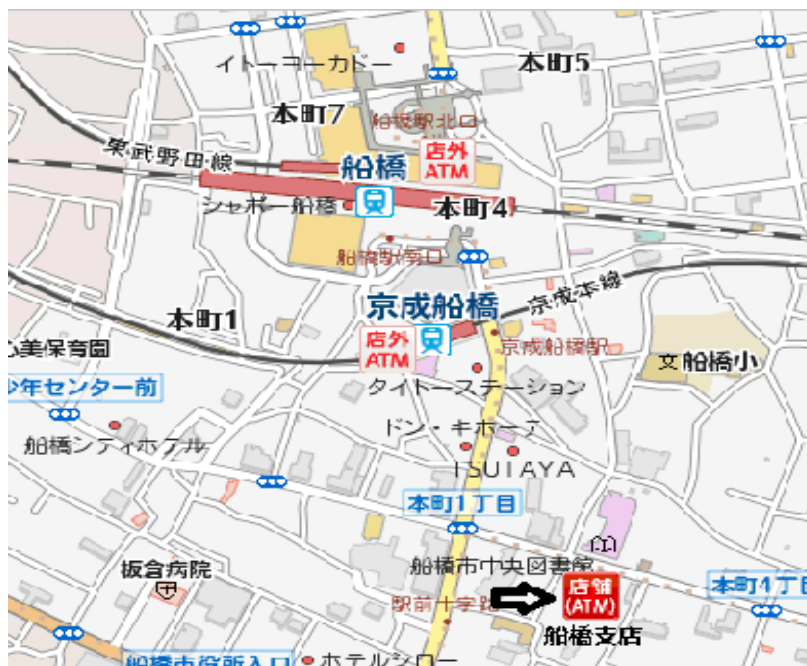 イトーヨーカドー
本町5
本町7
船橋駅北口
東武野田線
船橋
店外
ATM
シャポー船橋
本町4
船橋駅南口
京成船橋
京成本線
本町1
店外
ATM
京成船橋駅
心美保育園
文 船橋小
少年センター前
タイトーステーション
ドン・キホーテ
船橋シティホテル
TSUTAYA
本町1丁目
船橋市中央図書館
板倉病院
店舗
(ATM)
本町4丁目
駅前十字路
船橋支店
船橋市役所入口
ホテルシロー